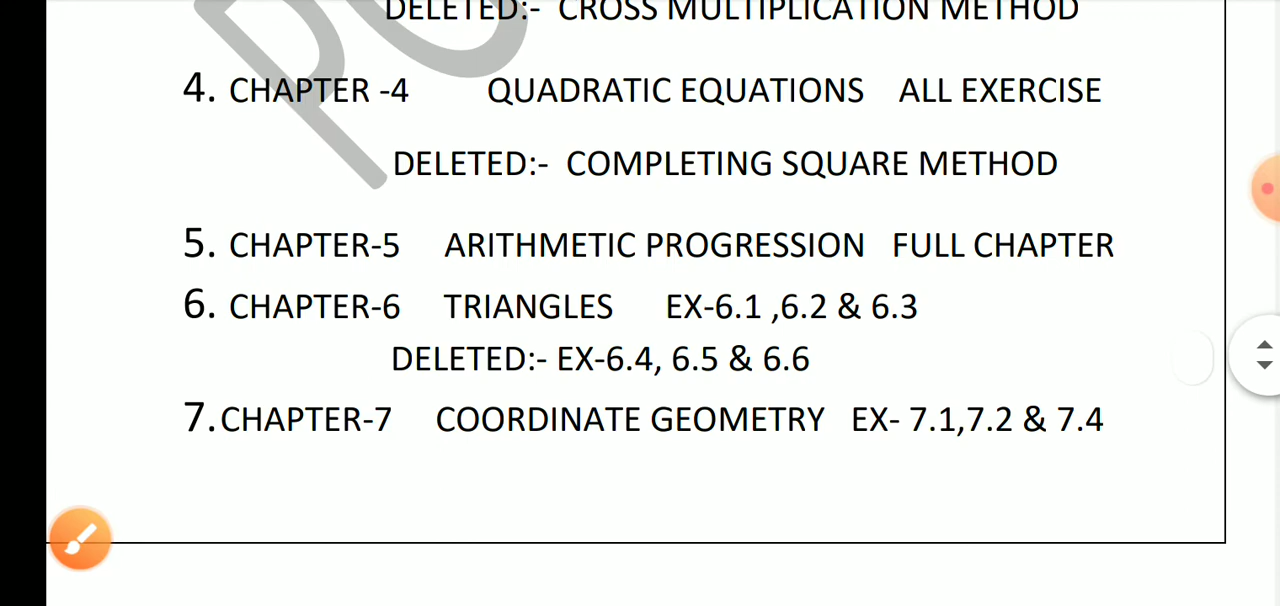 DELETED:- CROSS MULTIPLICATION METHOD
4. CHAPTER -4 QUADRATIC EQUATIONS ALL EXERCISE
DELETED:- COMPLETING SQUARE METHOD
5. CHAPTER-5 ARITHMETIC PROGRESSION FULL CHAPTER
6. CHAPTER-6 TRIANGLES EX-6.1 ,6.2 & 6.3
DELETED:- EX-6.4, 6.5 & 6.6
7.CHAPTER-7 COORDINATE GEOMETRY EX- 7.1,7.2 & 7.4